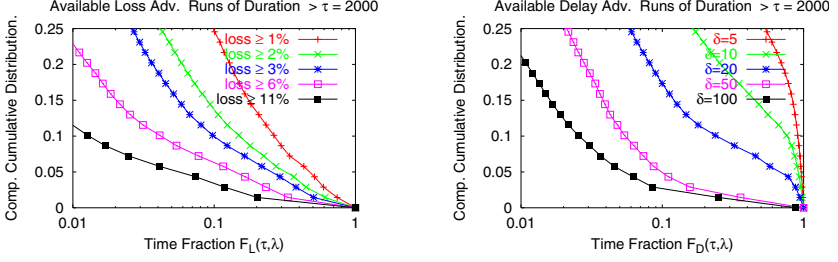 Available Loss Adv. Runs of Duration > τ = 2000
Comp. Cumulative Distribution.
0.25
0.2
0.15
0.1
0.05
0
0.01
0.1
1
loss ≥ 1%
loss ≥ 2%
loss ≥ 3%
loss ≥ 6%
loss ≥ 11%
Time Fraction F_L(τ,λ)
Available Delay Adv. Runs of Duration > τ = 2000
Comp. Cumulative Distribution.
0.25
0.2
0.15
0.1
0.05
0
0.01
0.1
1
δ=5
δ=10
δ=20
δ=50
δ=100
Time Fraction F_D(τ,λ)